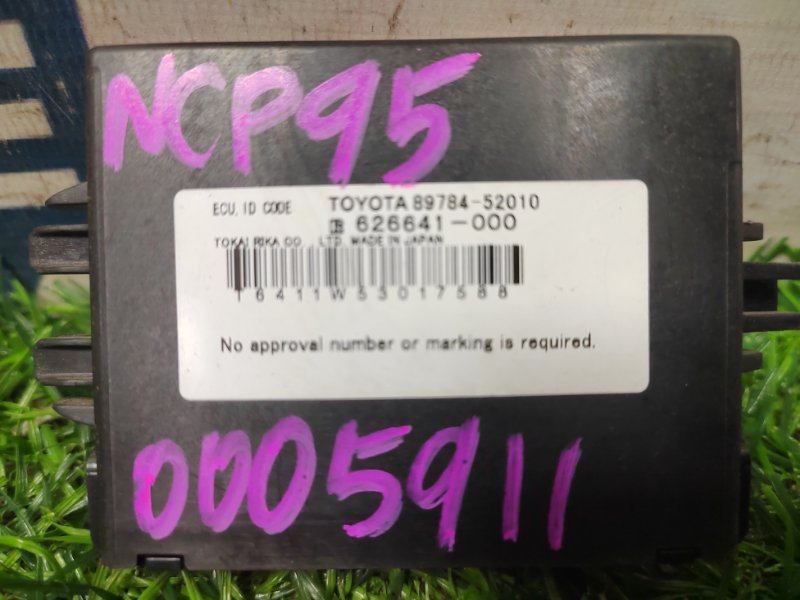 NCP95
ECU, ID CODE TOYOTA 89784-52010
626641-000
TOKAI RIKA CO., LTD. MADE IN JAPAN
T6411W53017588
No approval number or marking is required.
0005911